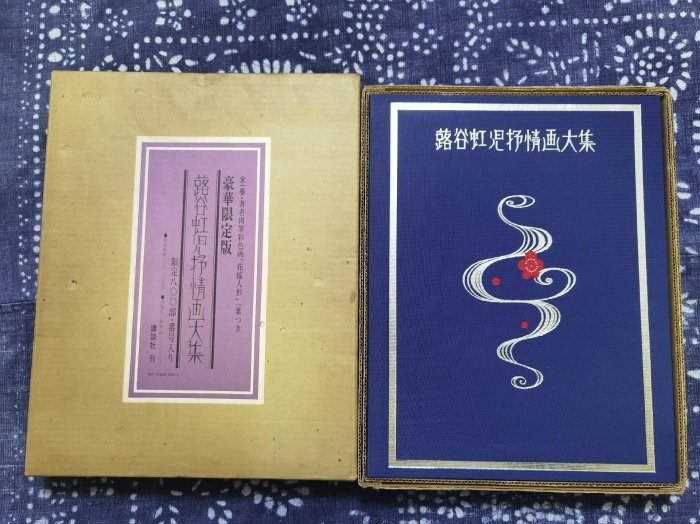 全一巻・著者肉筆彩色画「花嫁人形」一葉つき
豪華限定版
蕗谷虹児抒情画大集
限定八〇〇部・番号入り
講談社 刊
蕗谷虹児抒情画大集